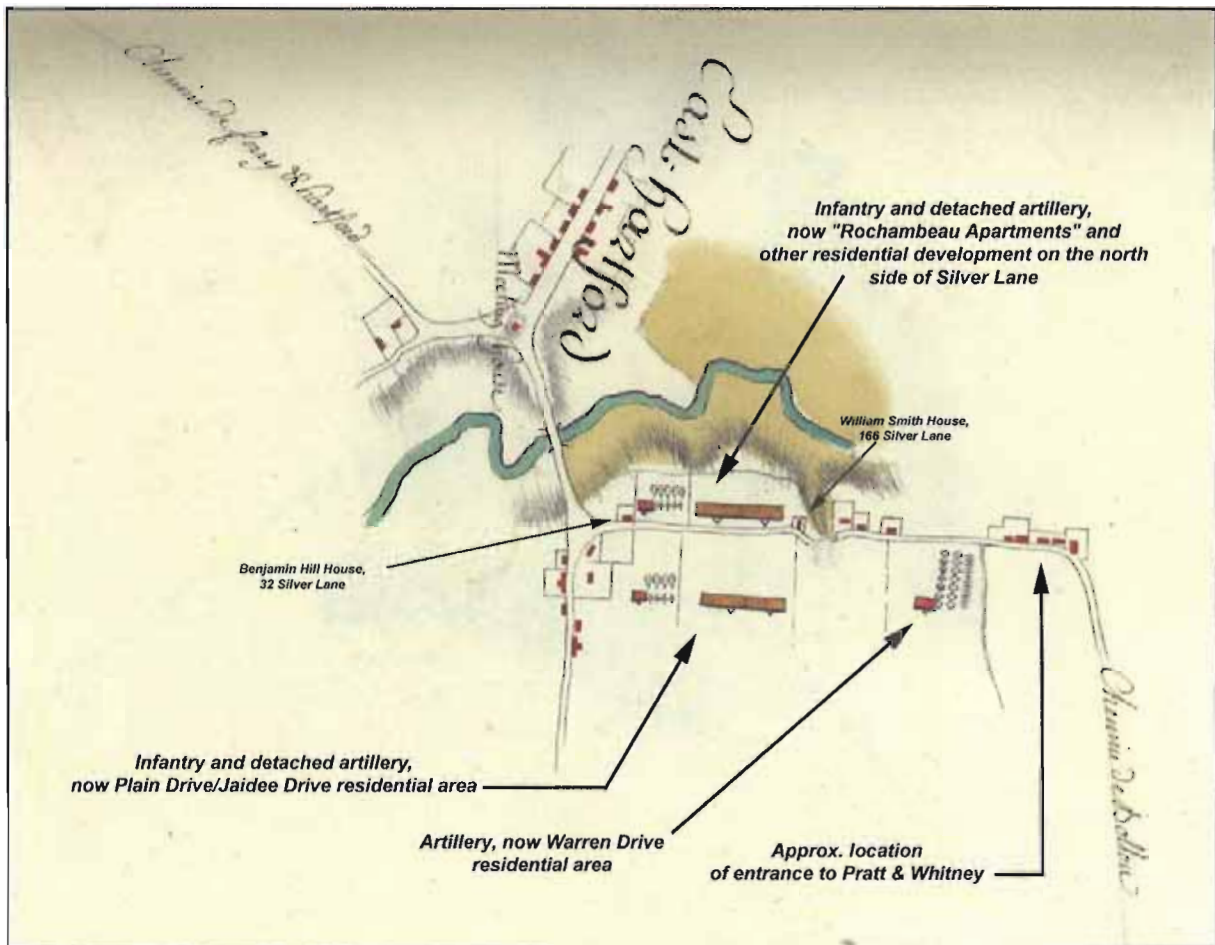 Chemin de fery d'hartford
East-Hartford
Meeting house
Infantry and detached artillery,
now "Rochambeau Apartments" and
other residential development on the north
side of Silver Lane
William Smith House,
166 Silver Lane
Benjamin Hill House,
32 Silver Lane
Infantry and detached artillery,
now Plain Drive/Jaidee Drive residential area
Artillery, now Warren Drive
residential area
Approx. location
of entrance to Pratt & Whitney
Chemin de Bolton